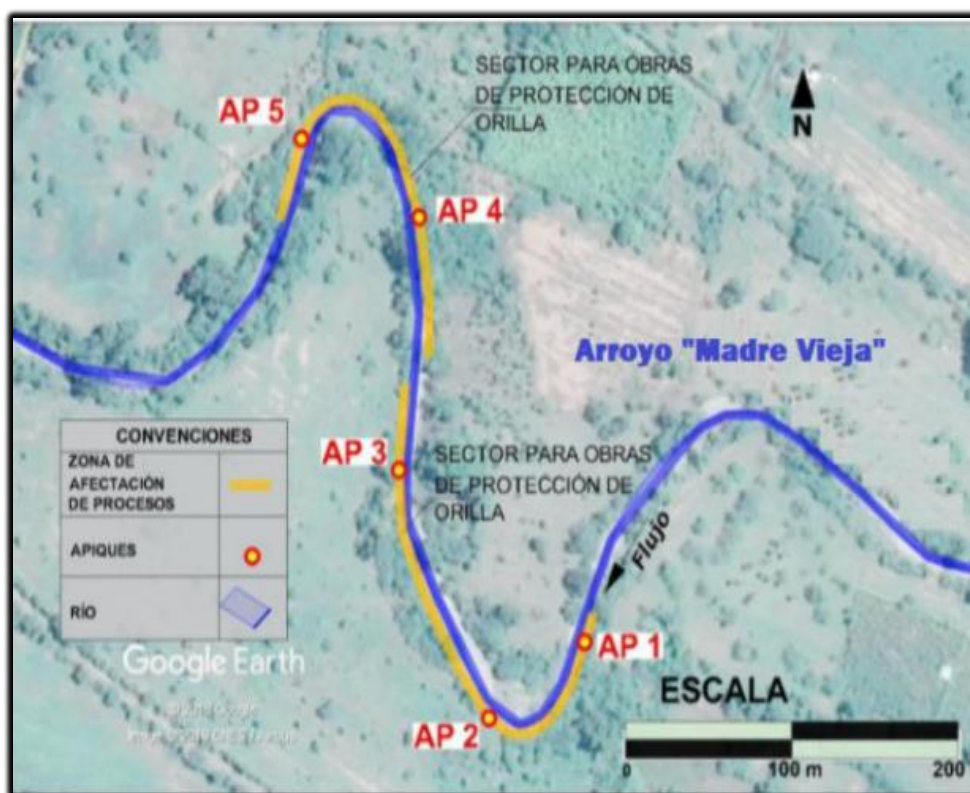 SECTOR PARA OBRAS
DE PROTECCIÓN DE
ORILLA
AP 5
N
AP 4
Arroyo "Madre Vieja"
CONVENCIONES
ZONA DE
AFECTACIÓN
DE PROCESOS
APIQUES
RÍO
AP 3
SECTOR PARA OBRAS
DE PROTECCIÓN DE
ORILLA
Flujo
AP 1
AP 2
Google Earth
ESCALA
0 100 m 200